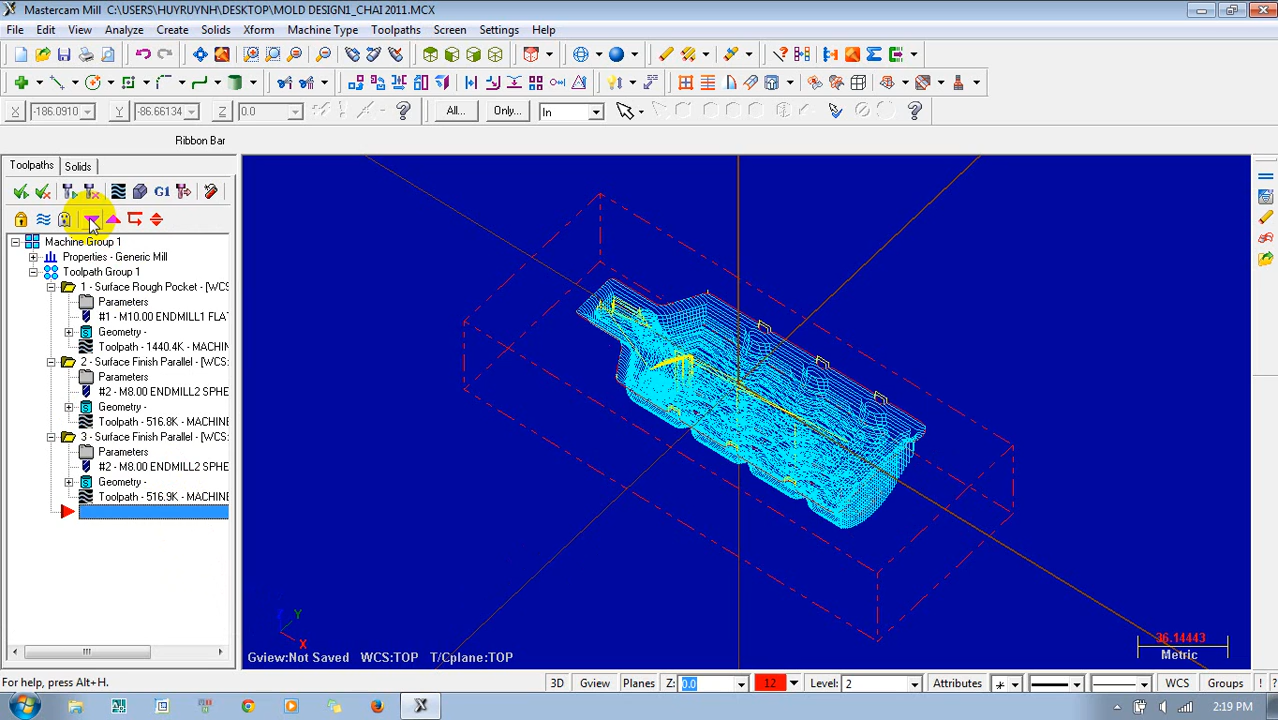 Mastercam Mill C:\USERS\HUYRUYNH\DESKTOP\MOLD DESIGN1_CHAI 2011.MCX
File Edit View Analyze Create Solids Xform Machine Type Toolpaths Screen Settings Help
X -186.0910 Y -86.66134 Z 0.0 ? All... Only... In ?
Ribbon Bar
Toolpaths Solids
G1
Machine Group 1
Properties - Generic Mill
Toolpath Group 1
1 - Surface Rough Pocket - [WCS
Parameters
#1 - M10.00 ENDMILL1 FLA
Geometry -
Toolpath - 1440.4K - MACHINE
2 - Surface Finish Parallel - [WCS:
Parameters
#2 - M8.00 ENDMILL2 SPHE
Geometry -
Toolpath - 516.8K - MACHINE
3 - Surface Finish Parallel - [WCS:
Parameters
#2 - M8.00 ENDMILL2 SPHE
Geometry -
Toolpath - 516.9K - MACHINE
Z Y X
Gview:Not Saved WCS:TOP T/Cplane:TOP
36.14443
Metric
For help, press Alt+H.
3D Gview Planes Z: 0.0 12 Level: 2 Attributes WCS Groups ! ?
2:19 PM